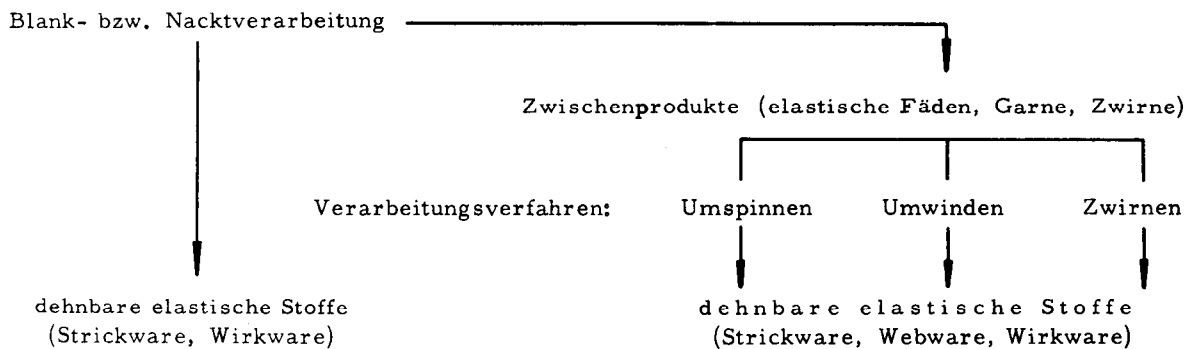 Blank- bzw. Nacktverarbeitung
Zwischenprodukte (elastische Fäden, Garne, Zwirne)
Verarbeitungsverfahren: Umspinnen Umwinden Zwirnen
dehnbare elastische Stoffe
(Strickware, Wirkware)
dehnbare elastische Stoffe
(Strickware, Webware, Wirkware)